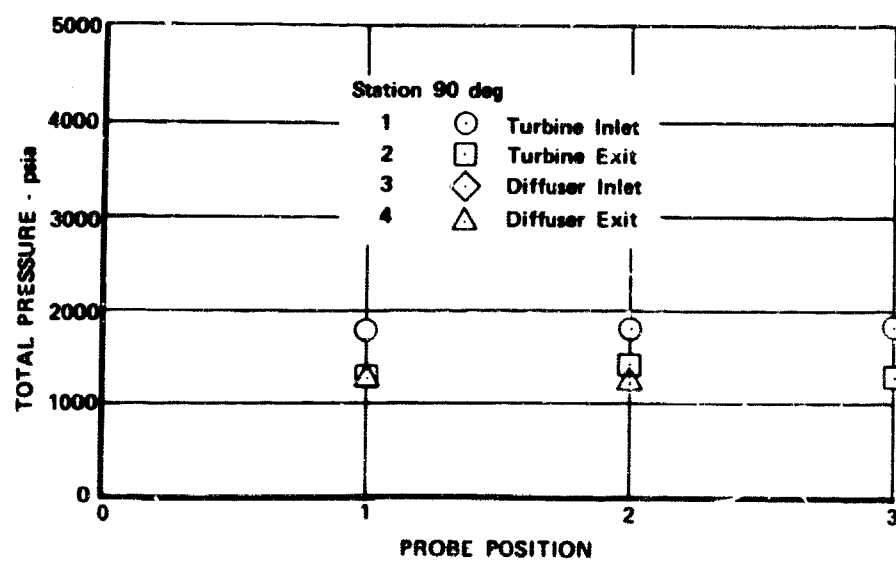 5000
4000
3000
2000
1000
0
TOTAL PRESSURE - psia
Station 90 deg
1 Turbine Inlet
2 Turbine Exit
3 Diffuser Inlet
4 Diffuser Exit
0 1 2 3
PROBE POSITION